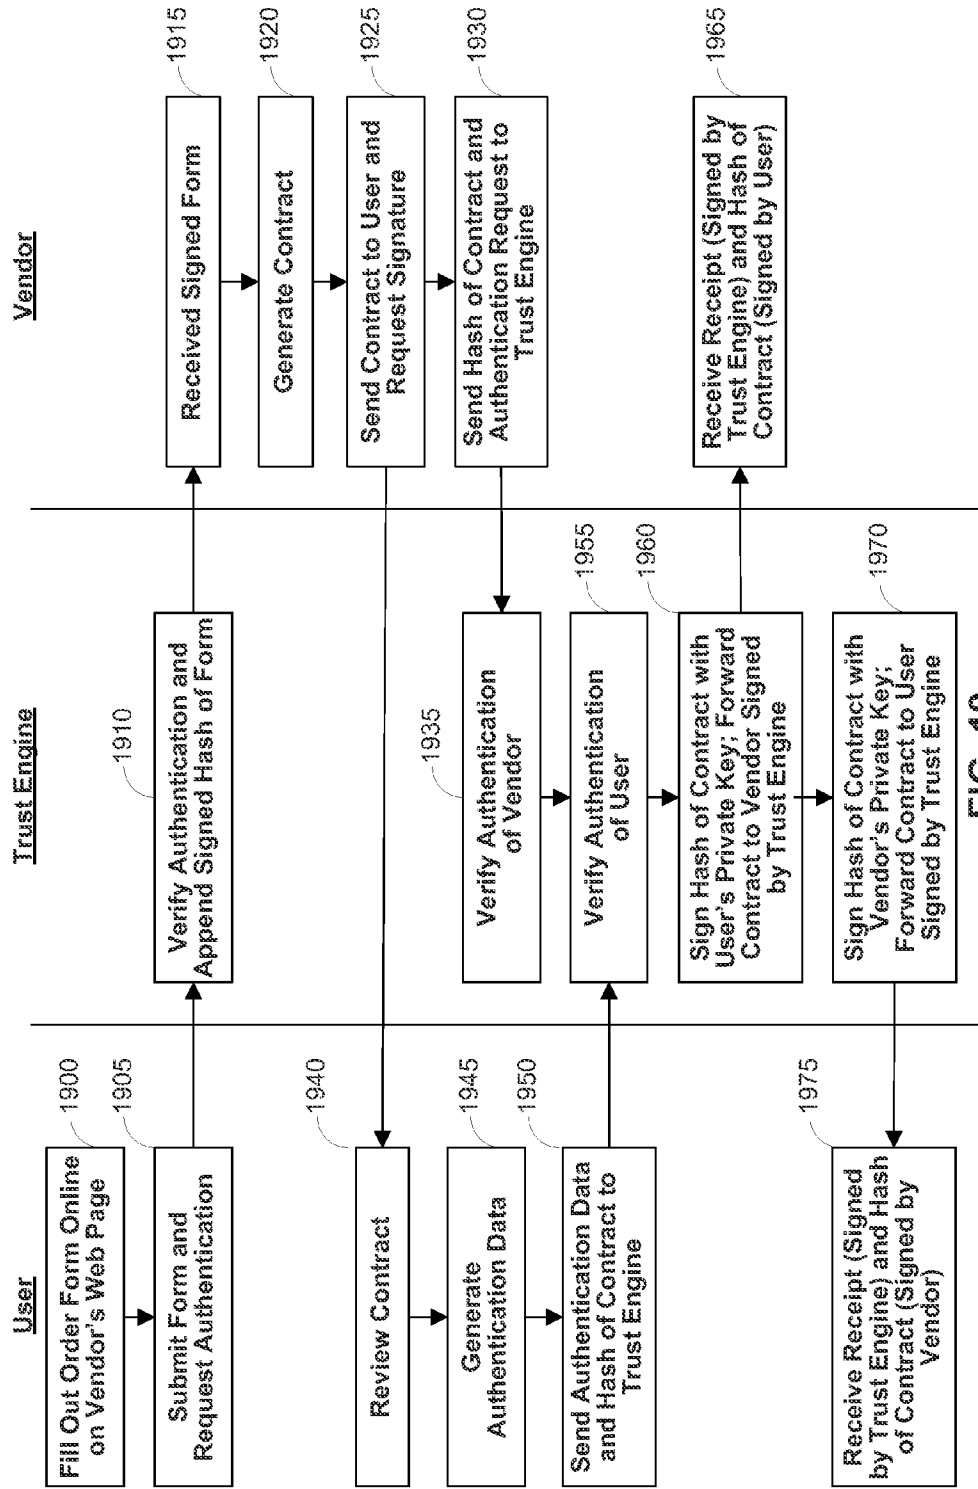 User
Trust Engine
Vendor
Fill Out Order Form Online
on Vendor's Web Page
1900
Submit Form and
Request Authentication
1905
Verify Authentication and
Append Signed Hash of Form
1910
Received Signed Form
1915
Generate Contract
1920
Send Contract to User and
Request Signature
1925
Send Hash of Contract and
Authentication Request to
Trust Engine
1930
Verify Authentication
of Vendor
1935
Review Contract
1940
Generate
Authentication Data
1945
Send Authentication Data
and Hash of Contract to
Trust Engine
1950
Verify Authentication
of User
1955
Sign Hash of Contract with
User's Private Key; Forward
Contract to Vendor Signed
by Trust Engine
1960
Receive Receipt (Signed by
Trust Engine) and Hash of
Contract (Signed by User)
1965
Sign Hash of Contract with
Vendor's Private Key;
Forward Contract to User
Signed by Trust Engine
1970
Receive Receipt (Signed
by Trust Engine) and Hash
of Contract (Signed by
Vendor)
1975